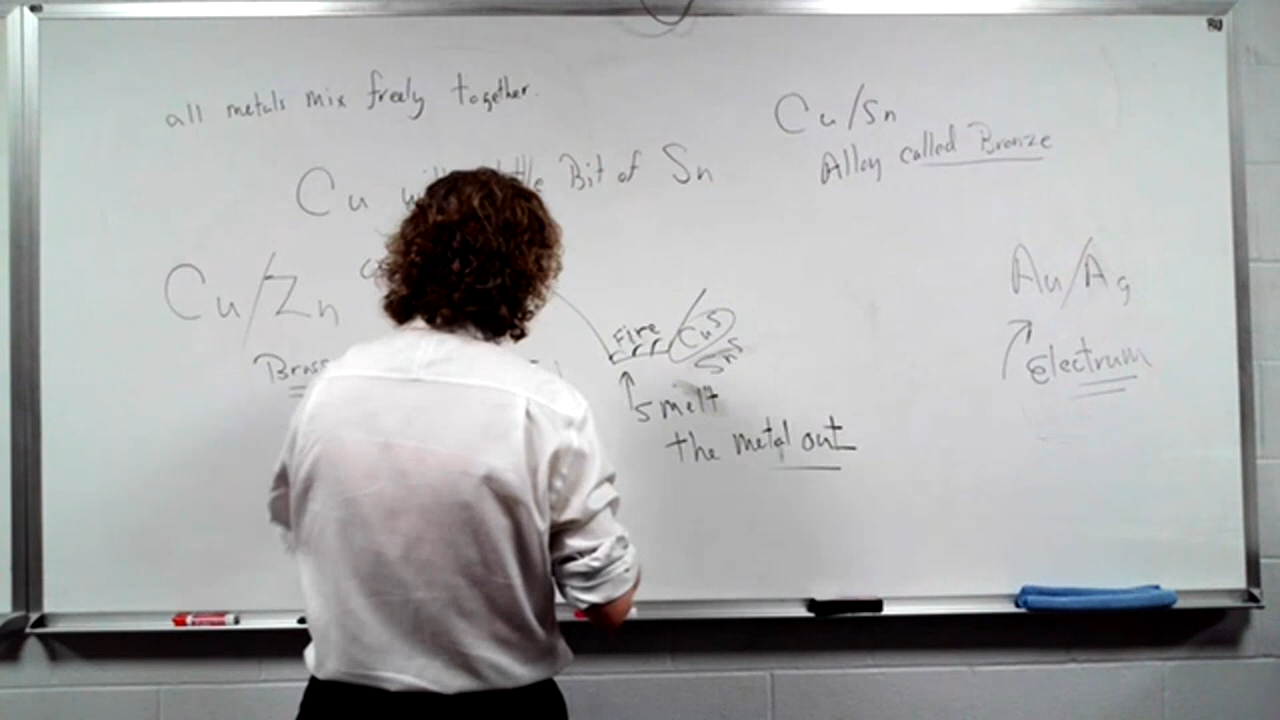 all metals mix freely together.
Cu/Sn
Alloy called Bronze
Cu Bit of Sn
Au/Ag
Cu/Zn
Fire
CuS
SnS
Electrum
smelt
the metal out